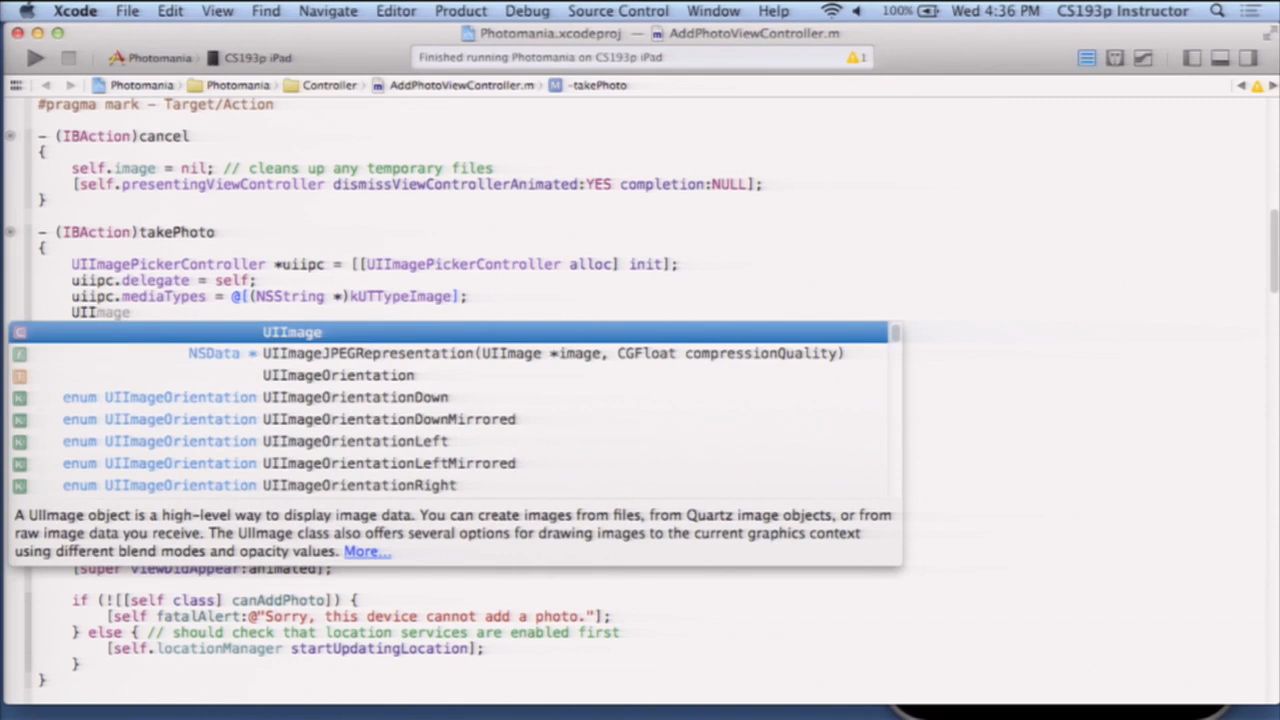 Xcode File Edit View Find Navigate Editor Product Debug Source Control Window Help 100% Wed 4:36 PM CS193p Instructor
Photomania.xcodeproj — AddPhotoViewController.m
Photomania CS193p iPad Finished running Photomania on CS193p iPad 1
Photomania Photomania Controller AddPhotoViewController.m M -takePhoto
#pragma mark - Target/Action
- (IBAction)cancel
{
self.image = nil; // cleans up any temporary files
[self.presentingViewController dismissViewControllerAnimated:YES completion:NULL];
}
- (IBAction)takePhoto
{
UIImagePickerController *uiipc = [[UIImagePickerController alloc] init];
uiipc.delegate = self;
uiipc.mediaTypes = @[(NSString *)kUTTypeImage];
UIImage
C UIImage
f NSData * UIImageJPEGRepresentation(UIImage *image, CGFloat compressionQuality)
T UIImageOrientation
K enum UIImageOrientation UIImageOrientationDown
K enum UIImageOrientation UIImageOrientationDownMirrored
K enum UIImageOrientation UIImageOrientationLeft
K enum UIImageOrientation UIImageOrientationLeftMirrored
K enum UIImageOrientation UIImageOrientationRight
A UIImage object is a high-level way to display image data. You can create images from files, from Quartz image objects, or from
raw image data you receive. The UIImage class also offers several options for drawing images to the current graphics context
using different blend modes and opacity values. More...
[super viewDidAppear:animated];
if (![[self class] canAddPhoto]) {
[self fatalAlert:@"Sorry, this device cannot add a photo."];
} else { // should check that location services are enabled first
[self.locationManager startUpdatingLocation];
}
}